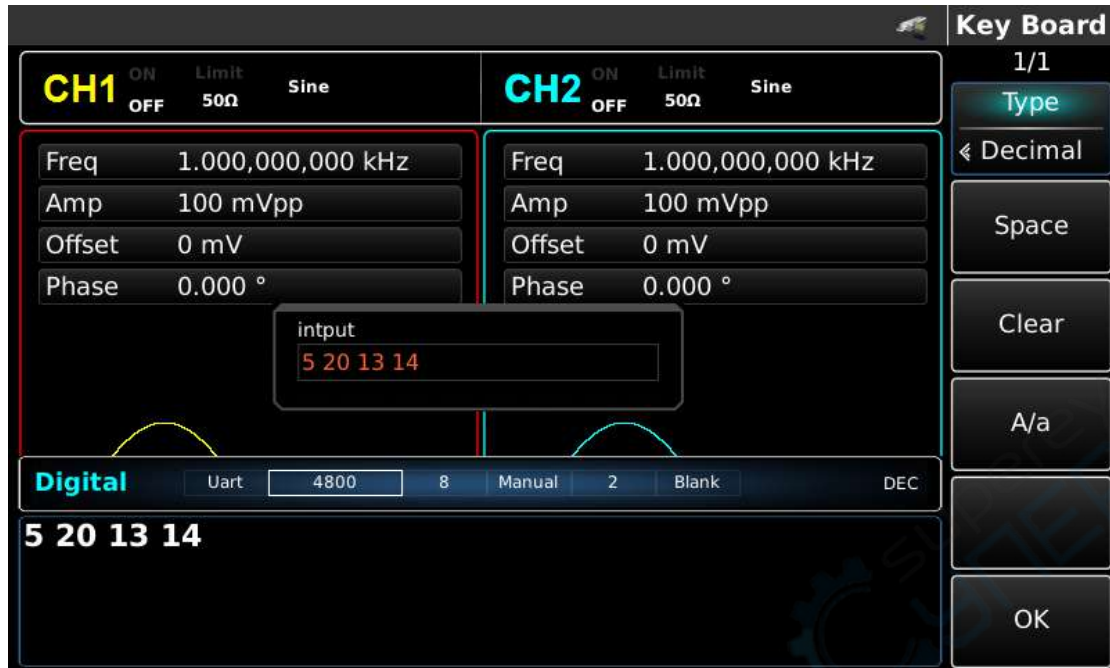 Key Board
1/1
CH1 ON OFF Limit 50Ω Sine
CH2 ON OFF Limit 50Ω Sine
Type
Decimal
Freq 1.000,000,000 kHz
Amp 100 mVpp
Offset 0 mV
Phase 0.000 °
Freq 1.000,000,000 kHz
Amp 100 mVpp
Offset 0 mV
Phase 0.000 °
Space
Clear
A/a
OK
intput
5 20 13 14
Digital Uart 4800 8 Manual 2 Blank DEC
5 20 13 14